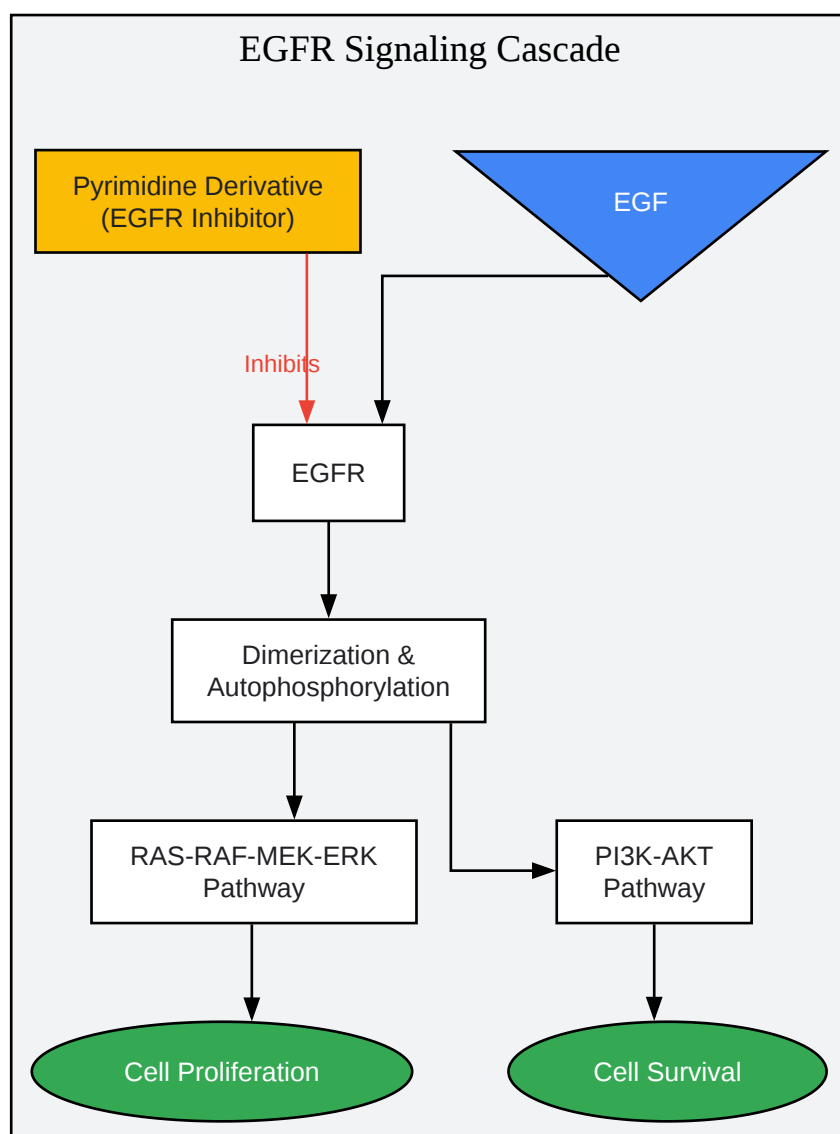 EGFR Signaling Cascade
Pyrimidine Derivative
(EGFR Inhibitor)
EGF
Inhibits
EGFR
Dimerization &
Autophosphorylation
RAS-RAF-MEK-ERK
Pathway
PI3K-AKT
Pathway
Cell Proliferation
Cell Survival